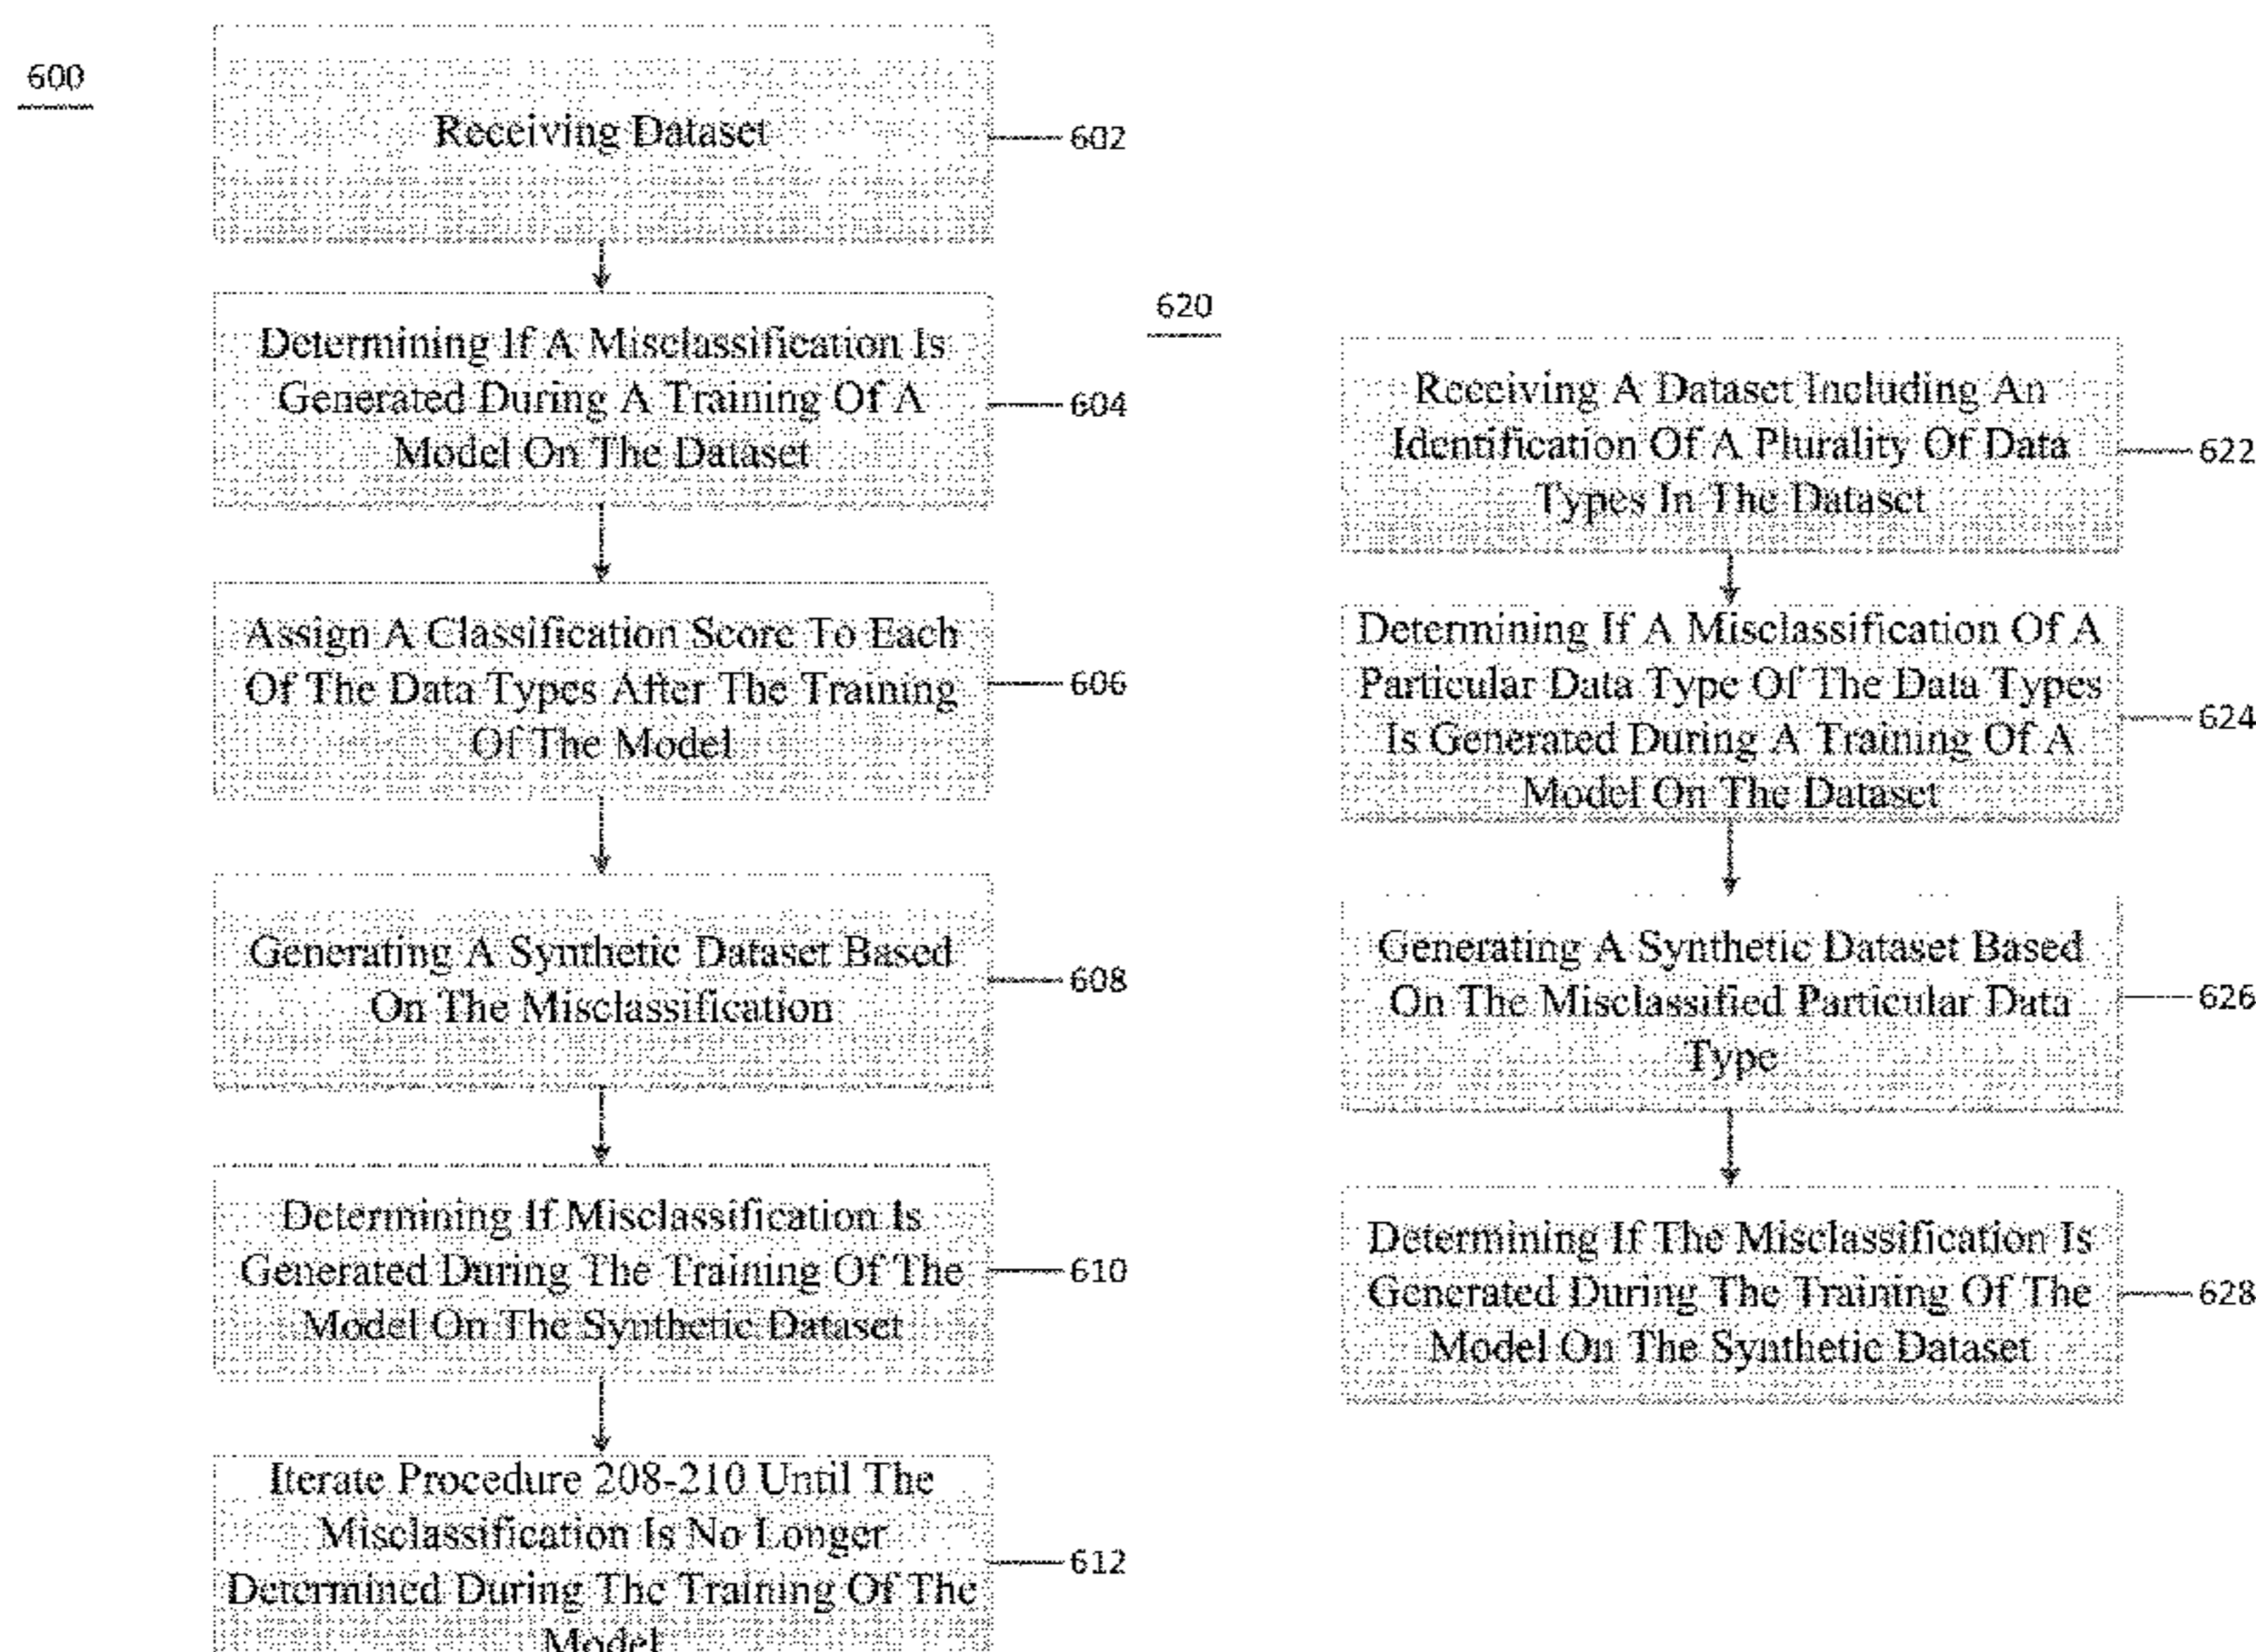 600
Receiving Dataset
602
Determining If A Misclassification Is
Generated During A Training Of A
Model On The Dataset
604
Assign A Classification Score To Each
Of The Data Types After The Training
Of The Model
606
Generating A Synthetic Dataset Based
On The Misclassification
608
Determining If Misclassification Is
Generated During The Training Of The
Model On The Synthetic Dataset
610
Iterate Procedure 208-210 Until The
Misclassification Is No Longer
Determined During The Training Of The
Model
612
620
Receiving A Dataset Including An
Identification Of A Plurality Of Data
Types In The Dataset
622
Determining If A Misclassification Of A
Particular Data Type Of The Data Types
Is Generated During A Training Of A
Model On The Dataset
624
Generating A Synthetic Dataset Based
On The Misclassified Particular Data
Type
626
Determining If The Misclassification Is
Generated During The Training Of The
Model On The Synthetic Dataset
628